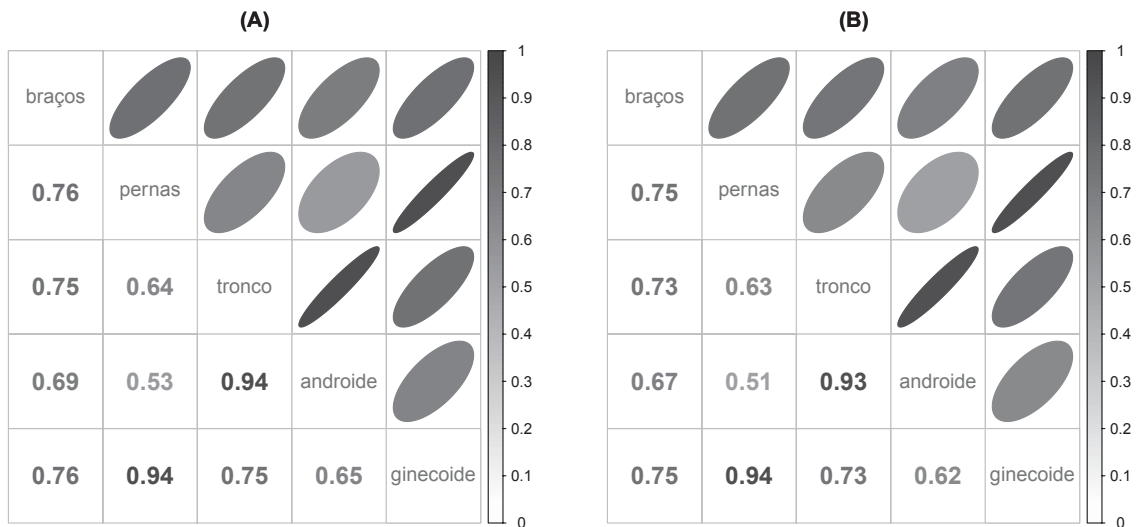 (A)
braços
0.76 pernas
0.75 0.64 tronco
0.69 0.53 0.94 androide
0.76 0.94 0.75 0.65 ginecoide
1
0.9
0.8
0.7
0.6
0.5
0.4
0.3
0.2
0.1
0
(B)
braços
0.75 pernas
0.73 0.63 tronco
0.67 0.51 0.93 androide
0.75 0.94 0.73 0.62 ginecoide
1
0.9
0.8
0.7
0.6
0.5
0.4
0.3
0.2
0.1
0